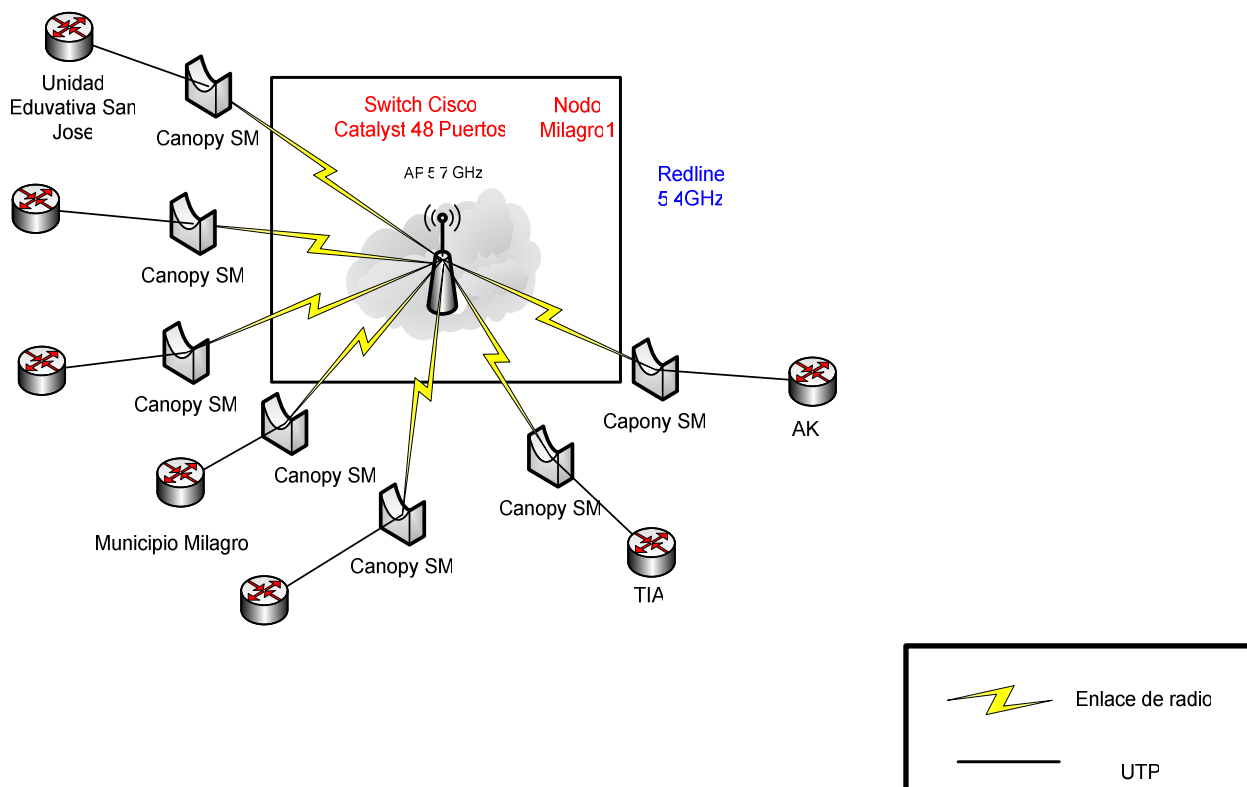 Unidad
Eduvativa San
Jose
Canopy SM
Switch Cisco
Catalyst 48 Puertos
Nodo
Milagro1
AP 5 7 GHz
Redline
5 4GHz
Canopy SM
Canopy SM
Canopy SM
Municipio Milagro
Canopy SM
Canopy SM
TIA
Capony SM
AK
Enlace de radio
UTP